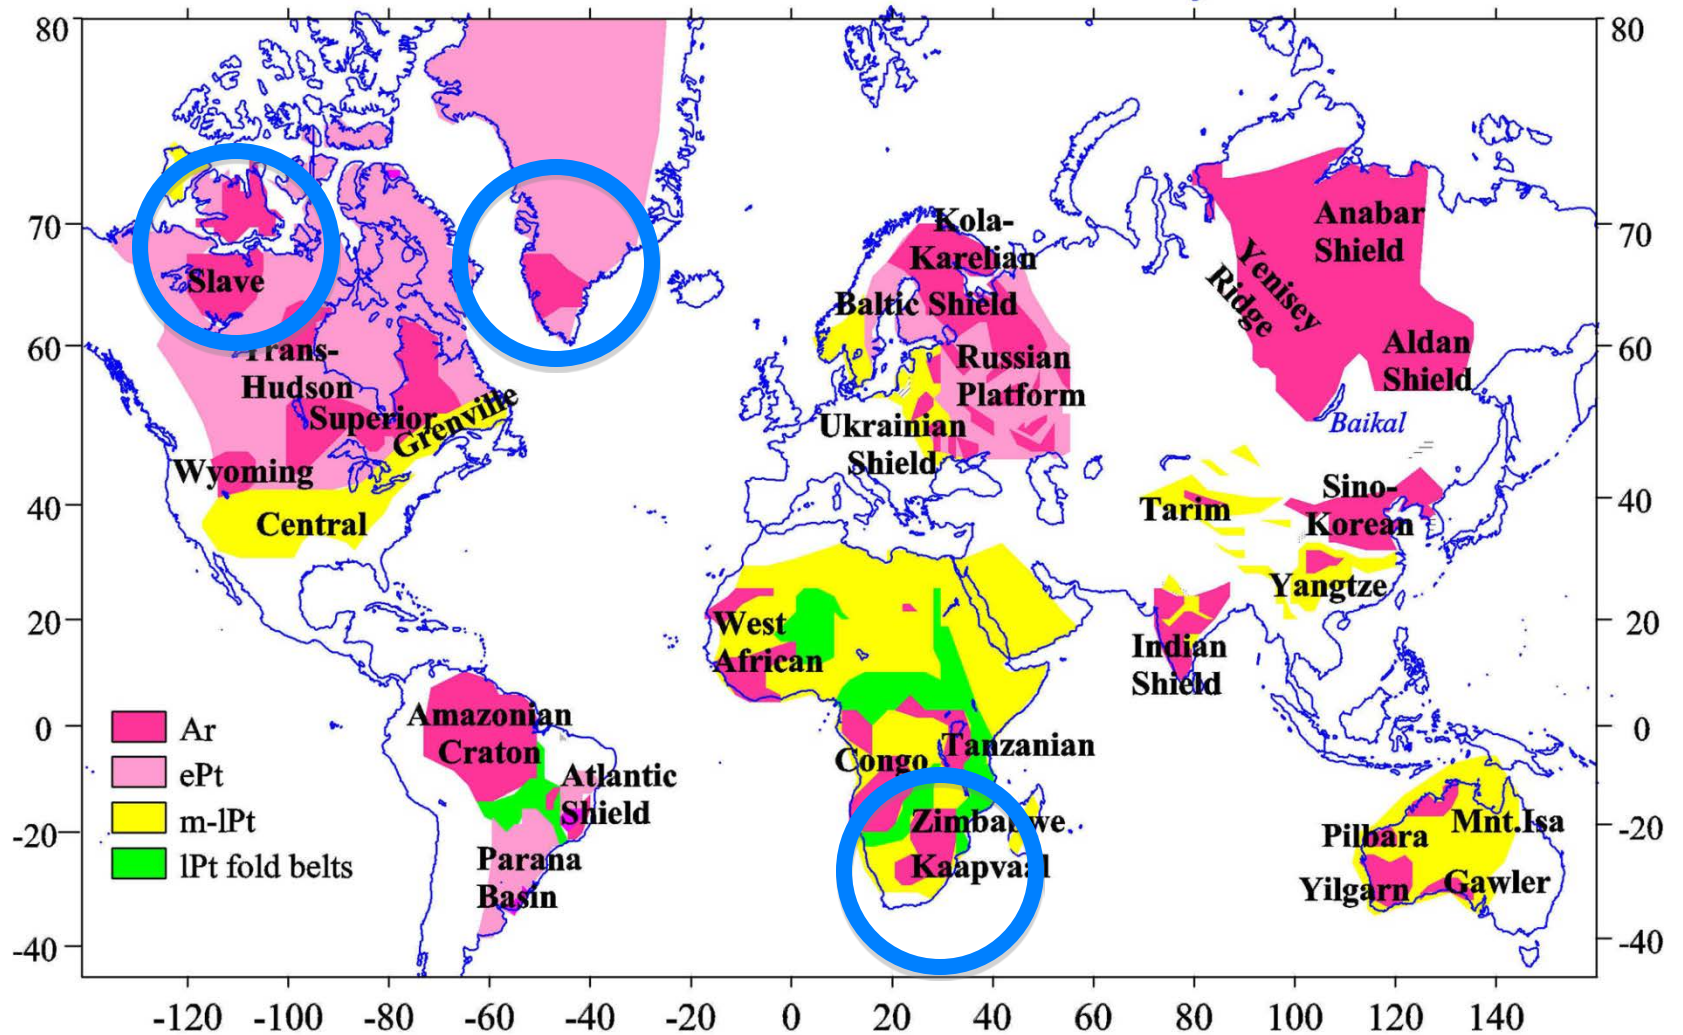 80
80
70
70
60
60
40
40
20
20
0
0
-20
-20
-40
-40
-120 -100 -80 -60 -40 -20 0 20 40 60 80 100 120 140
Slave
Trans-
Hudson
Superior
Grenville
Wyoming
Central
Kola-
Karelian
Baltic Shield
Russian
Platform
Ukrainian
Shield
Anabar
Shield
Yenisey
Ridge
Aldan
Shield
Baikal
Tarim
Sino-
Korean
Yangtze
Indian
Shield
West
African
Amazonian
Craton
Atlantic
Shield
Parana
Basin
Congo
Tanzanian
Zimbabwe
Kaapvaal
Pilbara
Mnt.Isa
Yilgarn
Gawler
Ar
ePt
m-lPt
lPt fold belts